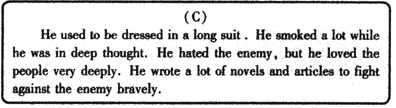 (C)
He used to be dressed in a long suit. He smoked a lot while
he was in deep thought. He hated the enemy, but he loved the
people very deeply. He wrote a lot of novels and articles to fight
against the enemy bravely.